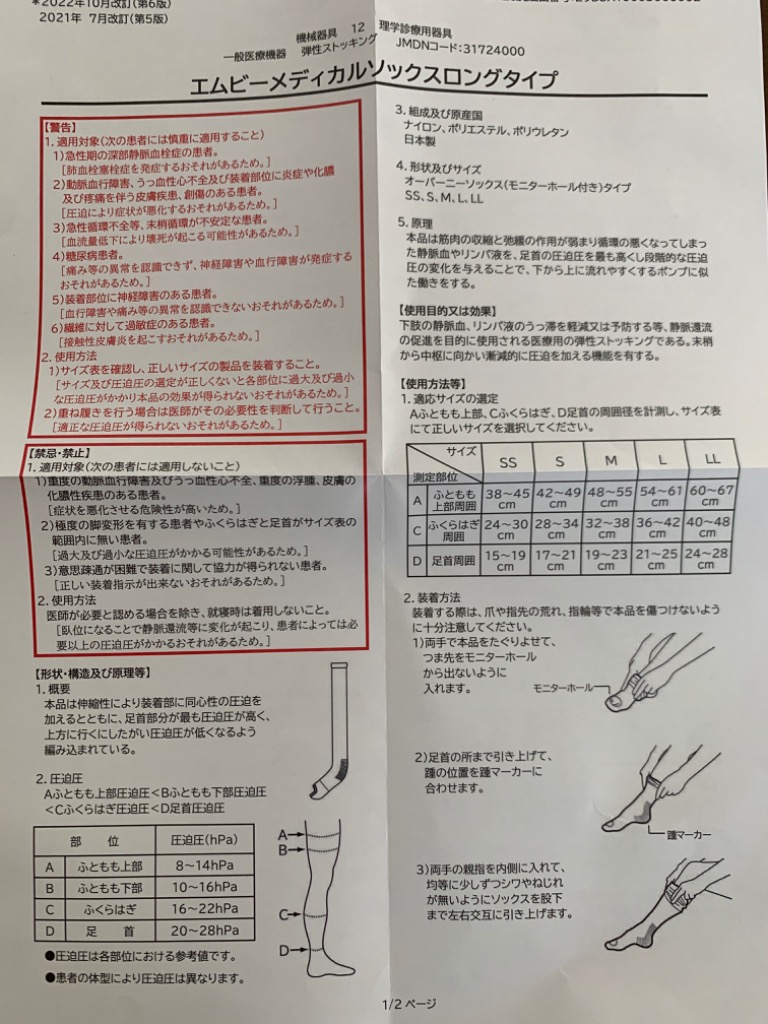 *2022年10月改訂(第6版)
2021年 7月改訂(第5版)
機械器具 12 理学診療用器具
一般医療機器 弾性ストッキング JMDNコード:31724000
エムビーメディカルソックスロングタイプ
【警告】
1. 適用対象(次の患者には慎重に適用すること)
1)急性期の深部静脈血栓症の患者。
[肺血栓塞栓症を発症するおそれがあるため。]
2)動脈血行障害、うっ血性心不全及び装着部位に炎症や化膿
及び疼痛を伴う皮膚疾患、創傷のある患者。
[圧迫により症状が悪化するおそれがあるため。]
3)急性循環不全等、末梢循環が不安定な患者。
[血流量低下により壊死が起こる可能性があるため。]
4)糖尿病患者。
[痛み等の異常を認識できず、神経障害や血行障害が発症する
おそれがあるため。]
5)装着部位に神経障害のある患者。
[血行障害や痛み等の異常を認識できないおそれがあるため。]
6)繊維に対して過敏症のある患者。
[接触性皮膚炎を起こすおそれがあるため。]
2. 使用方法
1)サイズ表を確認し、正しいサイズの製品を装着すること。
[サイズ及び圧迫圧の選定が正しくないと各部位に過大及び過小
な圧迫圧がかかり本品の効果が得られないおそれがあるため。]
2)重ね履きを行う場合は医師がその必要性を判断して行うこと。
[適正な圧迫圧が得られないおそれがあるため。]
【禁忌・禁止】
1. 適用対象(次の患者には適用しないこと)
1)重度の動脈血行障害及びうっ血性心不全、重度の浮腫、皮膚の
化膿性疾患のある患者。
[症状を悪化させる危険性が高いため。]
2)極度の脚変形を有する患者やふくらはぎと足首がサイズ表の
範囲内に無い患者。
[過大及び過小な圧迫圧がかかる可能性があるため。]
3)意思疎通が困難で装着に関して協力が得られない患者。
[正しい装着指示が出来ないおそれがあるため。]
2. 使用方法
医師が必要と認める場合を除き、就寝時は着用しないこと。
[臥位になることで静脈還流等に変化が起こり、患者によっては必
要以上の圧迫圧がかかるおそれがあるため。]
【形状・構造及び原理等】
1. 概要
本品は伸縮性により装着部に同心性の圧迫を
加えるとともに、足首部分が最も圧迫圧が高く、
上方に行くにしたがい圧迫圧が低くなるよう
編み込まれている。
2. 圧迫圧
Aふともも上部圧迫圧<Bふともも下部圧迫圧
<Cふくらはぎ圧迫圧<D足首圧迫圧
部 位 圧迫圧(hPa)
A ふともも上部 8~14hPa
B ふともも下部 10~16hPa
C ふくらはぎ 16~22hPa
D 足 首 20~28hPa
A
B
C
D
●圧迫圧は各部位における参考値です。
●患者の体型により圧迫圧は異なります。
3. 組成及び原産国
ナイロン、ポリエステル、ポリウレタン
日本製
4. 形状及びサイズ
オーバーニーソックス(モニターホール付き)タイプ
SS、S、M、L、LL
5. 原理
本品は筋肉の収縮と弛緩の作用が弱まり循環の悪くなってしまっ
た静脈血やリンパ液を、足首の圧迫圧を最も高くし段階的な圧迫
圧の変化を与えることで、下から上に流れやすくするポンプに似
た働きをする。
【使用目的又は効果】
下肢の静脈血、リンパ液のうっ滞を軽減又は予防する等、静脈還流
の促進を目的に使用される医療用の弾性ストッキングである。末梢
から中枢に向かい漸減的に圧迫を加える機能を有する。
【使用方法等】
1. 適応サイズの選定
Aふともも上部、Cふくらはぎ、D足首の周囲径を計測し、サイズ表
にて正しいサイズを選択してください。
サイズ SS S M L LL
測定部位
A ふともも上部周囲 38~45cm 42~49cm 48~55cm 54~61cm 60~67cm
C ふくらはぎ周囲 24~30cm 28~34cm 32~38cm 36~42cm 40~48cm
D 足首周囲 15~19cm 17~21cm 19~23cm 21~25cm 24~28cm
2. 装着方法
装着する際は、爪や指先の荒れ、指輪等で本品を傷つけないよう
に十分注意してください。
1)両手で本品をたぐりよせて、
つま先をモニターホール
から出ないように
入れます。
モニターホール
2)足首の所まで引き上げて、
踵の位置を踵マーカーに
合わせます。
踵マーカー
3)両手の親指を内側に入れて、
均等に少しずつシワやねじれ
が無いようにソックスを股下
まで左右交互に引き上げます。
1/2 ページ